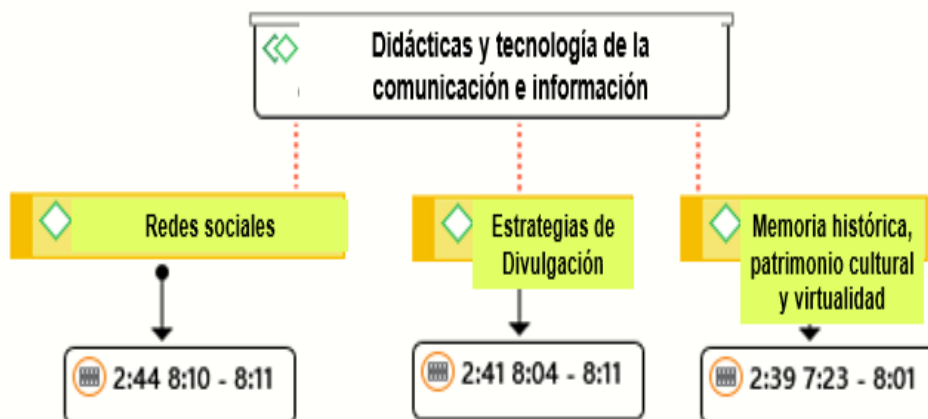 Didácticas y tecnología de la
comunicación e información
Redes sociales
Estrategias de
Divulgación
Memoria histórica,
patrimonio cultural
y virtualidad
2:44 8:10 - 8:11
2:41 8:04 - 8:11
2:39 7:23 - 8:01